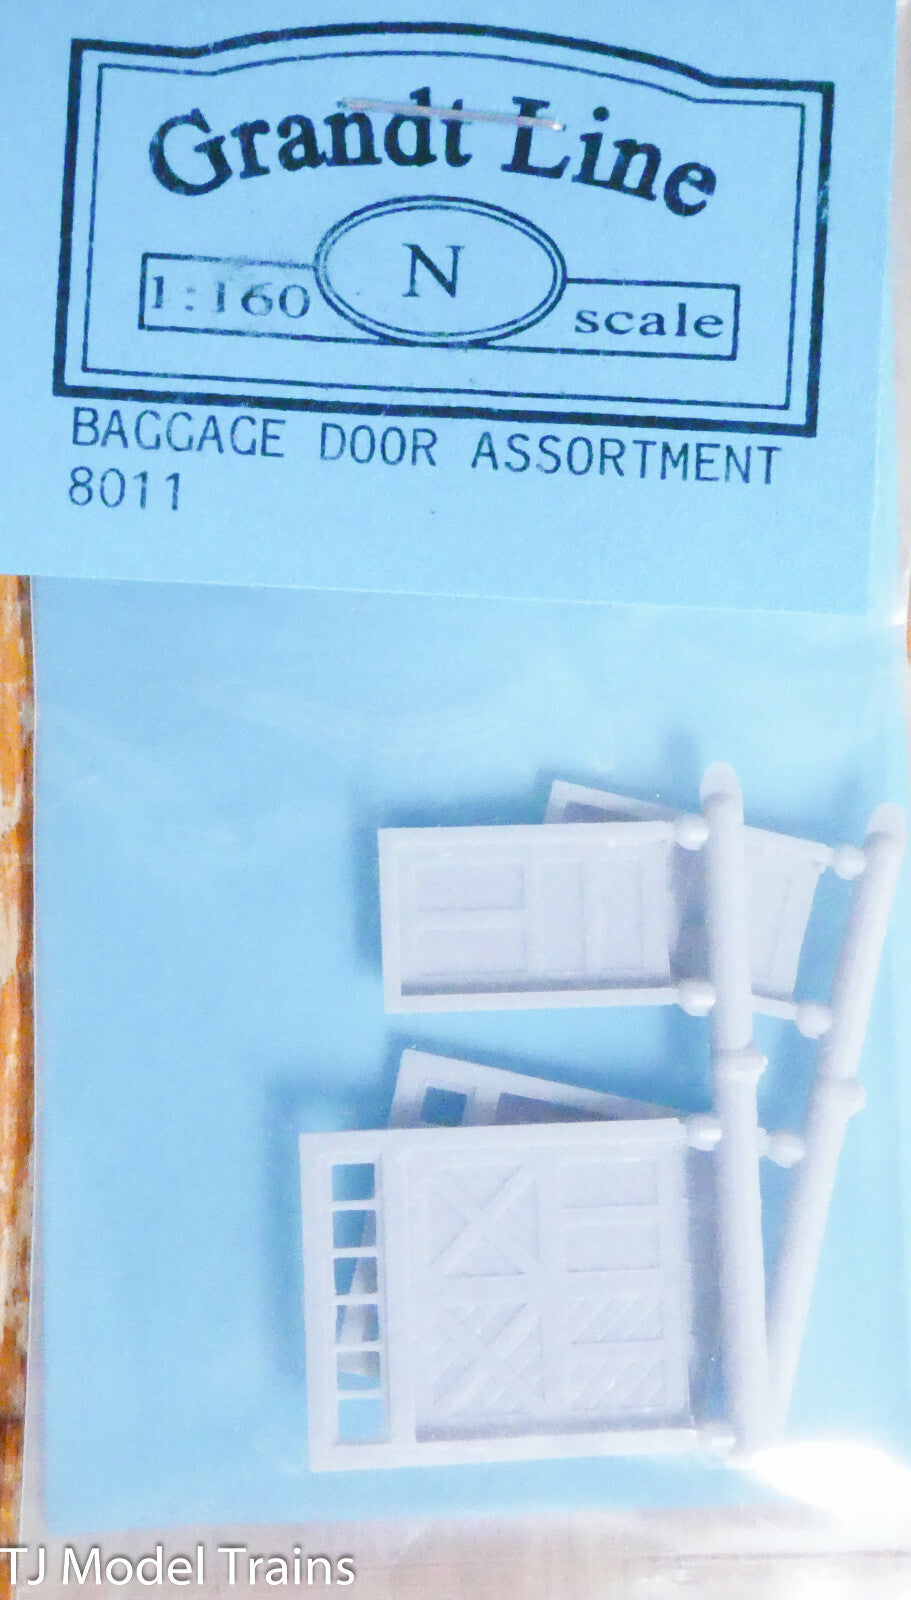 Grandt Line
1:160 N scale
BAGGAGE DOOR ASSORTMENT
8011
TJ Model Trains